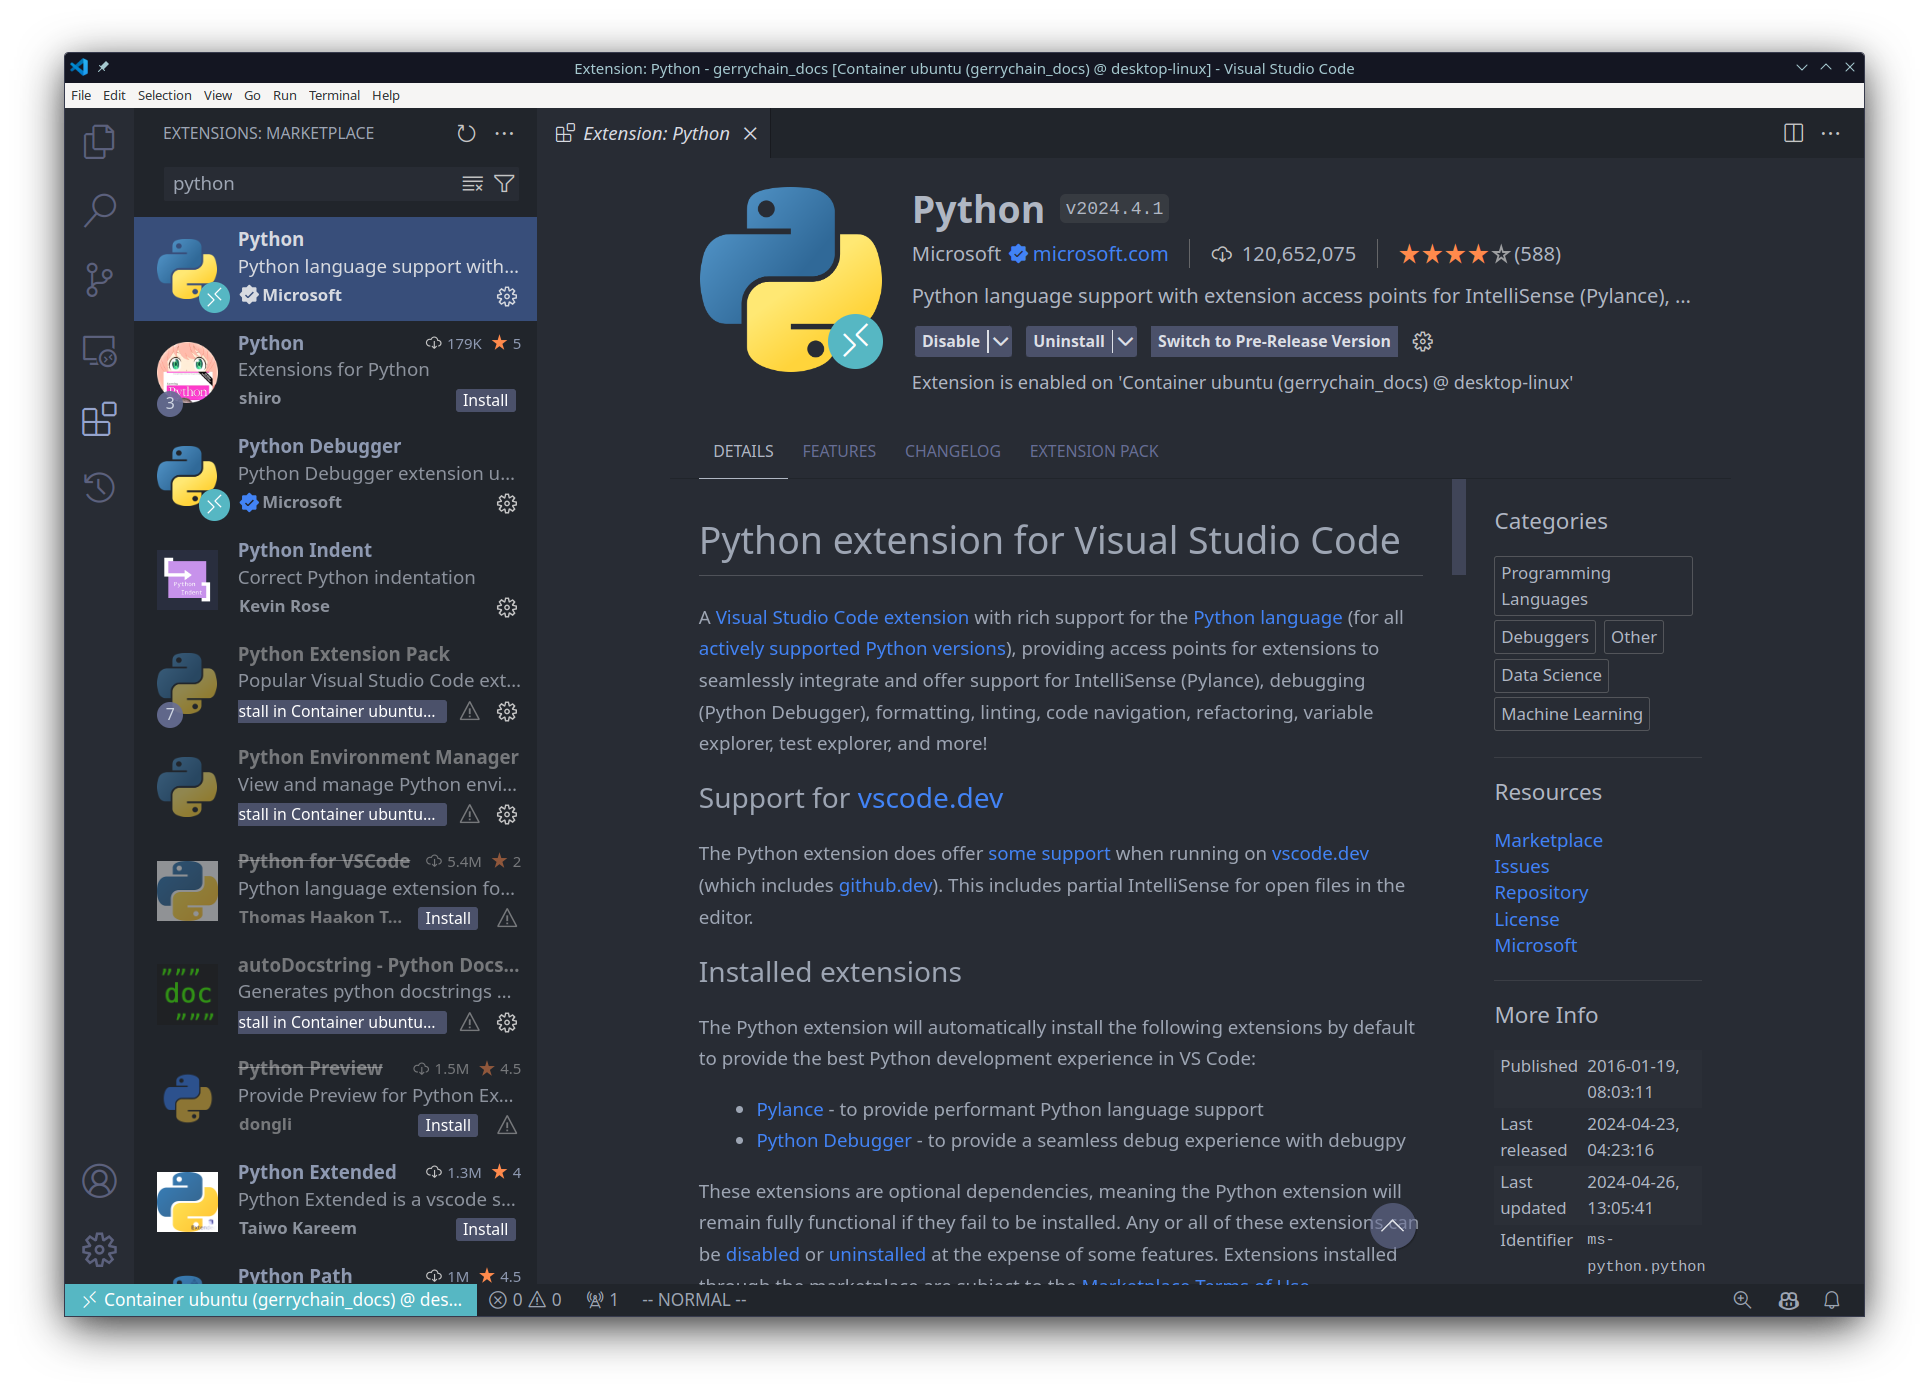 Extension: Python - gerrychain_docs [Container ubuntu (gerrychain_docs) @ desktop-linux] - Visual Studio Code
File Edit Selection View Go Run Terminal Help
EXTENSIONS: MARKETPLACE
python
Python
Python language support with...
Microsoft
Python 179K 5
Extensions for Python
shiro Install
3
Python Debugger
Python Debugger extension u...
Microsoft
Python Indent
Correct Python indentation
Kevin Rose
Python Extension Pack
Popular Visual Studio Code ext...
stall in Container ubuntu...
7
Python Environment Manager
View and manage Python envi...
stall in Container ubuntu...
Python for VSCode 5.4M 2
Python language extension fo...
Thomas Haakon T... Install
autoDocstring - Python Docs...
Generates python docstrings ...
stall in Container ubuntu...
Python Preview 1.5M 4.5
Provide Preview for Python Ex...
dongli Install
Python Extended 1.3M 4
Python Extended is a vscode s...
Taiwo Kareem Install
Python Path 1M 4.5
Extension: Python
Python v2024.4.1
Microsoft microsoft.com 120,652,075 (588)
Python language support with extension access points for IntelliSense (Pylance), ...
Disable Uninstall Switch to Pre-Release Version
Extension is enabled on 'Container ubuntu (gerrychain_docs) @ desktop-linux'
DETAILS FEATURES CHANGELOG EXTENSION PACK
Python extension for Visual Studio Code
A Visual Studio Code extension with rich support for the Python language (for all
actively supported Python versions), providing access points for extensions to
seamlessly integrate and offer support for IntelliSense (Pylance), debugging
(Python Debugger), formatting, linting, code navigation, refactoring, variable
explorer, test explorer, and more!
Support for vscode.dev
The Python extension does offer some support when running on vscode.dev
(which includes github.dev). This includes partial IntelliSense for open files in the
editor.
Installed extensions
The Python extension will automatically install the following extensions by default
to provide the best Python development experience in VS Code:
• Pylance - to provide performant Python language support
• Python Debugger - to provide a seamless debug experience with debugpy
These extensions are optional dependencies, meaning the Python extension will
remain fully functional if they fail to be installed. Any or all of these extensions can
be disabled or uninstalled at the expense of some features. Extensions installed
through the marketplace are subject to the Marketplace Terms of Use
Categories
Programming
Languages
Debuggers Other
Data Science
Machine Learning
Resources
Marketplace
Issues
Repository
License
Microsoft
More Info
Published 2016-01-19,
08:03:11
Last 2024-04-23,
released 04:23:16
Last 2024-04-26,
updated 13:05:41
Identifier ms-
python.python
Container ubuntu (gerrychain_docs) @ des... 0 0 1 -- NORMAL --